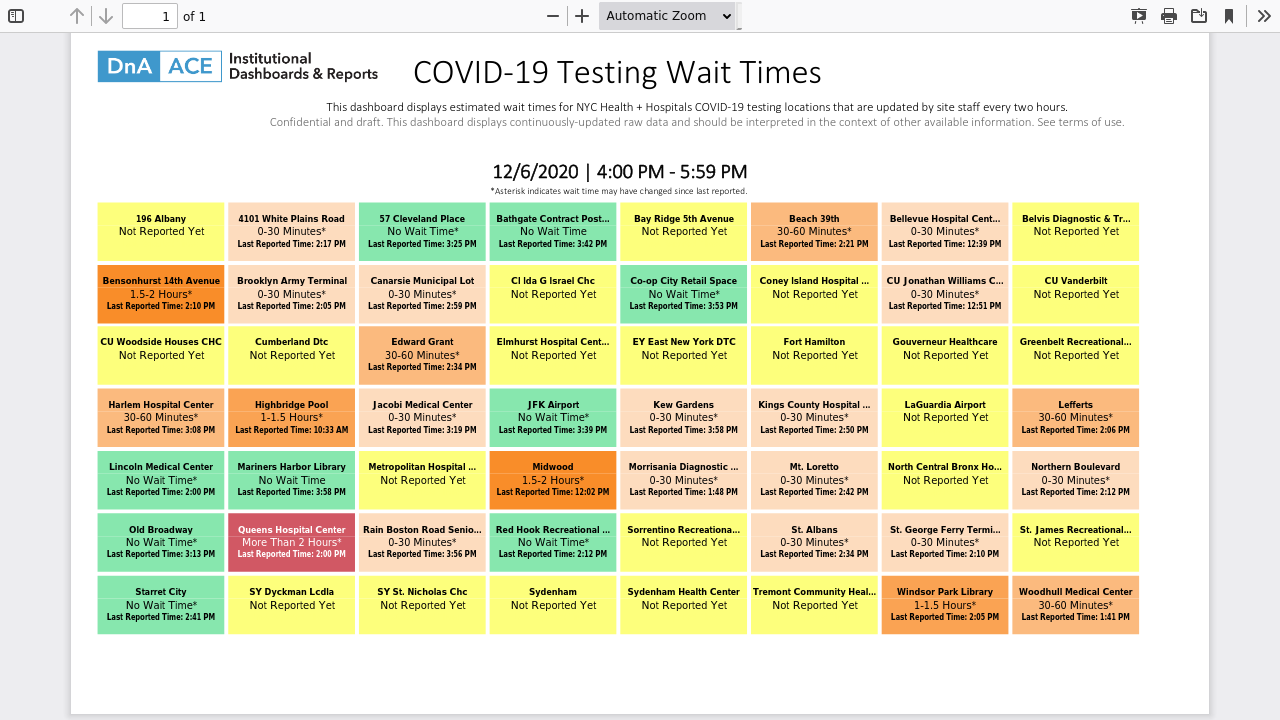 1 of 1 Automatic Zoom
DnA ACE Institutional
Dashboards & Reports
COVID-19 Testing Wait Times
This dashboard displays estimated wait times for NYC Health + Hospitals COVID-19 testing locations that are updated by site staff every two hours.
Confidential and draft. This dashboard displays continuously-updated raw data and should be interpreted in the context of other available information. See terms of use.
12/6/2020 | 4:00 PM - 5:59 PM
*Asterisk indicates wait time may have changed since last reported.
196 Albany
Not Reported Yet
4101 White Plains Road
0-30 Minutes*
Last Reported Time: 2:17 PM
57 Cleveland Place
No Wait Time*
Last Reported Time: 3:25 PM
Bathgate Contract Post...
No Wait Time
Last Reported Time: 3:42 PM
Bay Ridge 5th Avenue
Not Reported Yet
Beach 39th
30-60 Minutes*
Last Reported Time: 2:21 PM
Bellevue Hospital Cent...
0-30 Minutes*
Last Reported Time: 12:39 PM
Belvis Diagnostic & Tr...
Not Reported Yet
Bensonhurst 14th Avenue
1.5-2 Hours*
Last Reported Time: 2:10 PM
Brooklyn Army Terminal
0-30 Minutes*
Last Reported Time: 2:05 PM
Canarsie Municipal Lot
0-30 Minutes*
Last Reported Time: 2:59 PM
Cl Ida G Israel Chc
Not Reported Yet
Co-op City Retail Space
No Wait Time*
Last Reported Time: 3:53 PM
Coney Island Hospital ...
Not Reported Yet
CU Jonathan Williams C...
0-30 Minutes*
Last Reported Time: 12:51 PM
CU Vanderbilt
Not Reported Yet
CU Woodside Houses CHC
Not Reported Yet
Cumberland Dtc
Not Reported Yet
Edward Grant
30-60 Minutes*
Last Reported Time: 2:34 PM
Elmhurst Hospital Cent...
Not Reported Yet
EY East New York DTC
Not Reported Yet
Fort Hamilton
Not Reported Yet
Gouverneur Healthcare
Not Reported Yet
Greenbelt Recreational...
Not Reported Yet
Harlem Hospital Center
30-60 Minutes*
Last Reported Time: 3:08 PM
Highbridge Pool
1-1.5 Hours*
Last Reported Time: 10:33 AM
Jacobi Medical Center
0-30 Minutes*
Last Reported Time: 3:19 PM
JFK Airport
No Wait Time*
Last Reported Time: 3:39 PM
Kew Gardens
0-30 Minutes*
Last Reported Time: 3:58 PM
Kings County Hospital ...
0-30 Minutes*
Last Reported Time: 2:50 PM
LaGuardia Airport
Not Reported Yet
Lefferts
30-60 Minutes*
Last Reported Time: 2:06 PM
Lincoln Medical Center
No Wait Time*
Last Reported Time: 2:00 PM
Mariners Harbor Library
No Wait Time
Last Reported Time: 3:58 PM
Metropolitan Hospital ...
Not Reported Yet
Midwood
1.5-2 Hours*
Last Reported Time: 12:02 PM
Morrisania Diagnostic ...
0-30 Minutes*
Last Reported Time: 1:48 PM
Mt. Loretto
0-30 Minutes*
Last Reported Time: 2:42 PM
North Central Bronx Ho...
Not Reported Yet
Northern Boulevard
0-30 Minutes*
Last Reported Time: 2:12 PM
Old Broadway
No Wait Time*
Last Reported Time: 3:13 PM
Queens Hospital Center
More Than 2 Hours*
Last Reported Time: 2:00 PM
Rain Boston Road Senio...
0-30 Minutes*
Last Reported Time: 3:56 PM
Red Hook Recreational ...
No Wait Time*
Last Reported Time: 2:12 PM
Sorrentino Recreationa...
Not Reported Yet
St. Albans
0-30 Minutes*
Last Reported Time: 2:34 PM
St. George Ferry Termi...
0-30 Minutes*
Last Reported Time: 2:10 PM
St. James Recreational...
Not Reported Yet
Starret City
No Wait Time*
Last Reported Time: 2:41 PM
SY Dyckman Lcdla
Not Reported Yet
SY St. Nicholas Chc
Not Reported Yet
Sydenham
Not Reported Yet
Sydenham Health Center
Not Reported Yet
Tremont Community Heal...
Not Reported Yet
Windsor Park Library
1-1.5 Hours*
Last Reported Time: 2:05 PM
Woodhull Medical Center
30-60 Minutes*
Last Reported Time: 1:41 PM